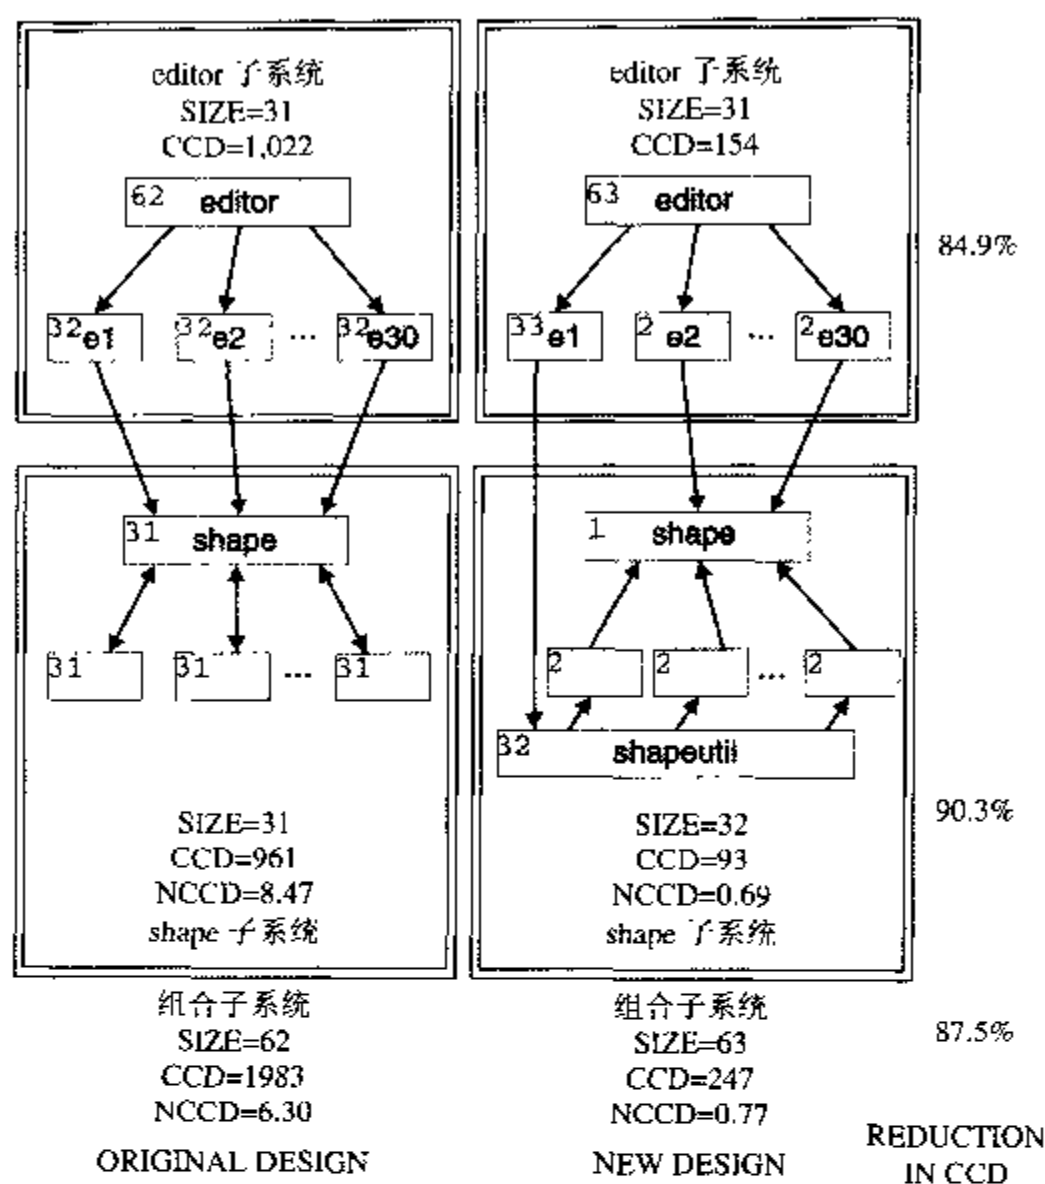 editor 子系统
SIZE=31
CCD=1,022
62 editor
32 e1
32 e2
...
32 e30
31 shape
31
31
...
31
SIZE=31
CCD=961
NCCD=8.47
shape 子系统
组合子系统
SIZE=62
CCD=1983
NCCD=6.30
ORIGINAL DESIGN
editor 子系统
SIZE=31
CCD=154
63 editor
33 e1
2 e2
...
2 e30
1 shape
2
2
...
2
32 shapeutil
SIZE=32
CCD=93
NCCD=0.69
shape 子系统
组合子系统
SIZE=63
CCD=247
NCCD=0.77
NEW DESIGN
84.9%
90.3%
87.5%
REDUCTION
IN CCD